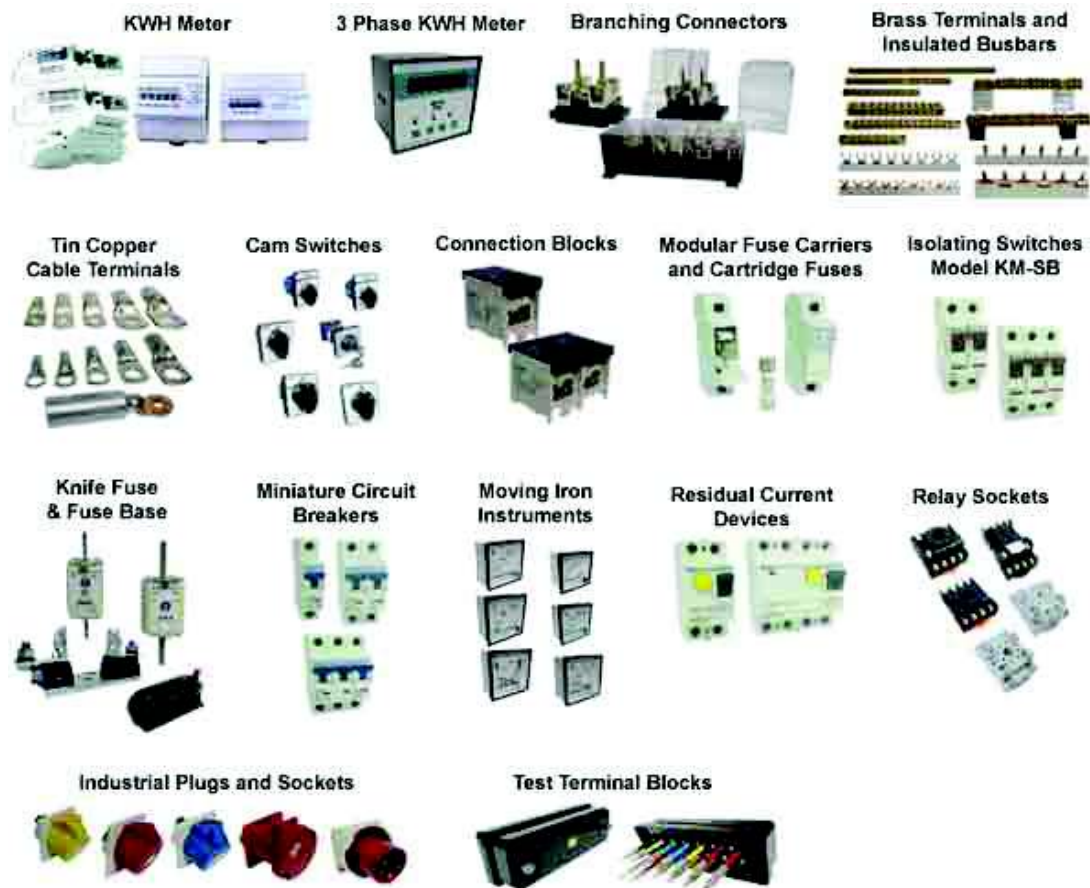 KWH Meter
3 Phase KWH Meter
Branching Connectors
Brass Terminals and
Insulated Busbars
Tin Copper
Cable Terminals
Cam Switches
Connection Blocks
Modular Fuse Carriers
and Cartridge Fuses
Isolating Switches
Model KM-SB
Knife Fuse
& Fuse Base
Miniature Circuit
Breakers
Moving Iron
Instruments
Residual Current
Devices
Relay Sockets
Industrial Plugs and Sockets
Test Terminal Blocks